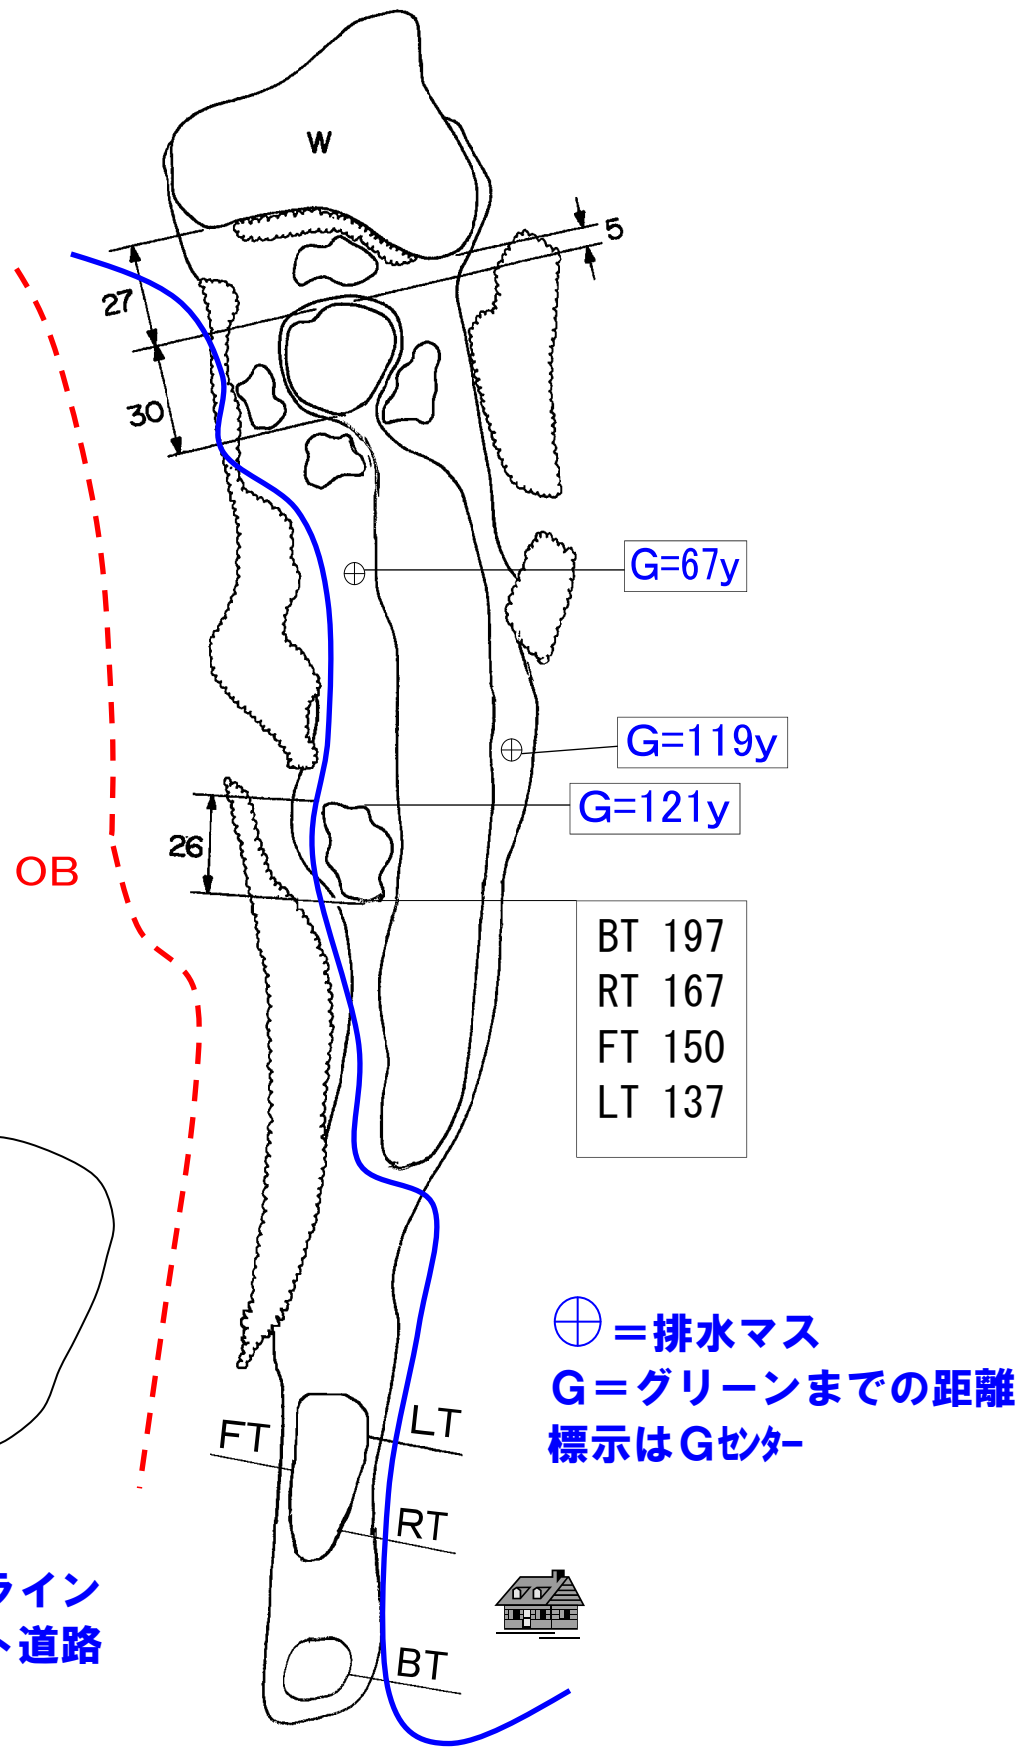 W
5
27
30
G=67y
G=119y
G=121y
26
OB
BT 197
RT 167
FT 150
LT 137
⊕=排水マス
G=グリーンまでの距離
標示はGセンター
FT
LT
RT
ライン
ト道路
BT